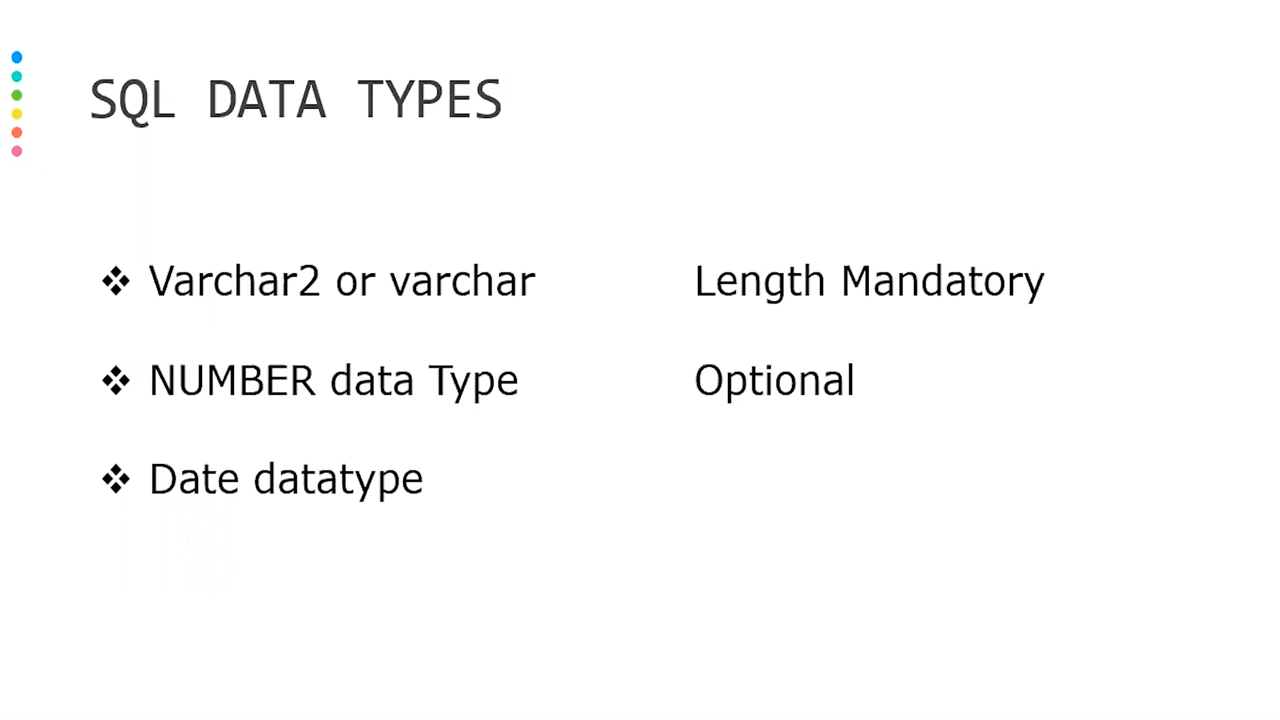 SQL DATA TYPES
❖ Varchar2 or varchar Length Mandatory
❖ NUMBER data Type Optional
❖ Date datatype